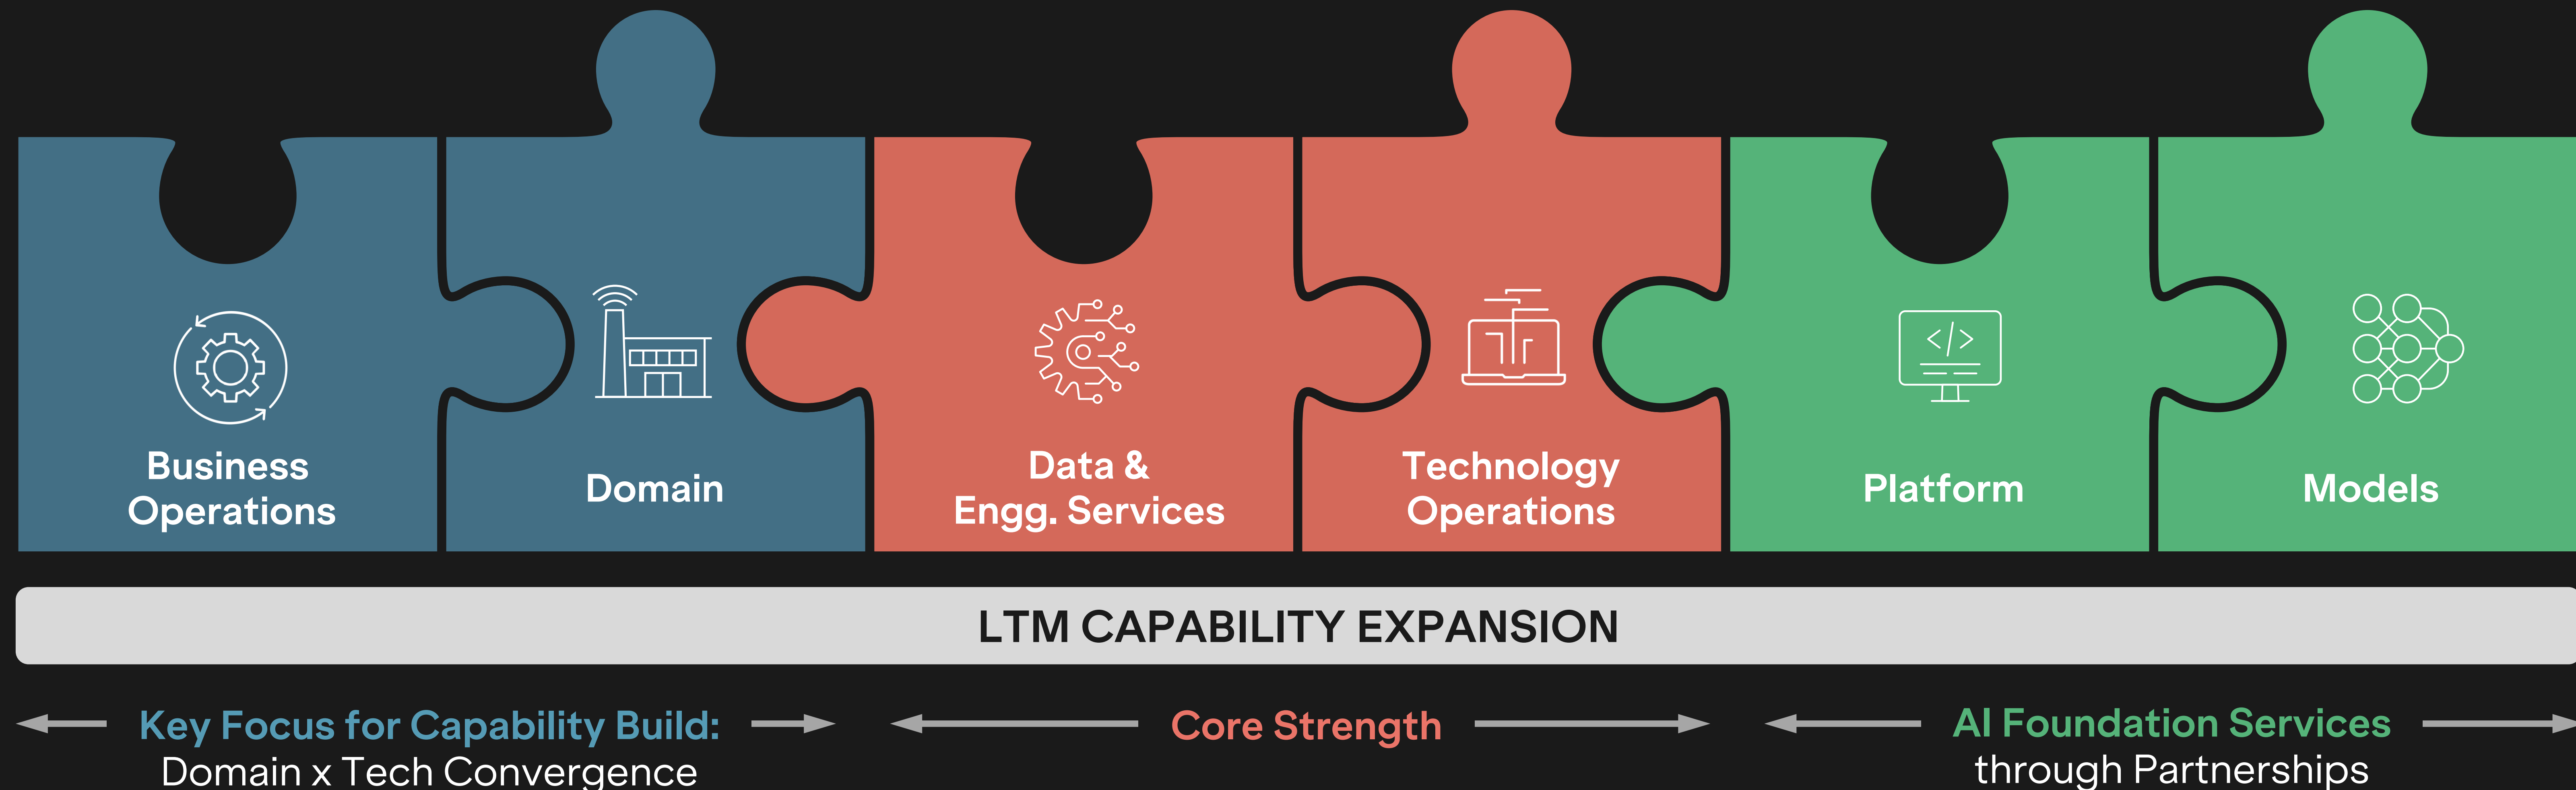 Business
Operations
Domain
Data &
Engg. Services
Technology
Operations
Platform
Models
LTM CAPABILITY EXPANSION
Key Focus for Capability Build:
Domain x Tech Convergence
Core Strength
AI Foundation Services
through Partnerships